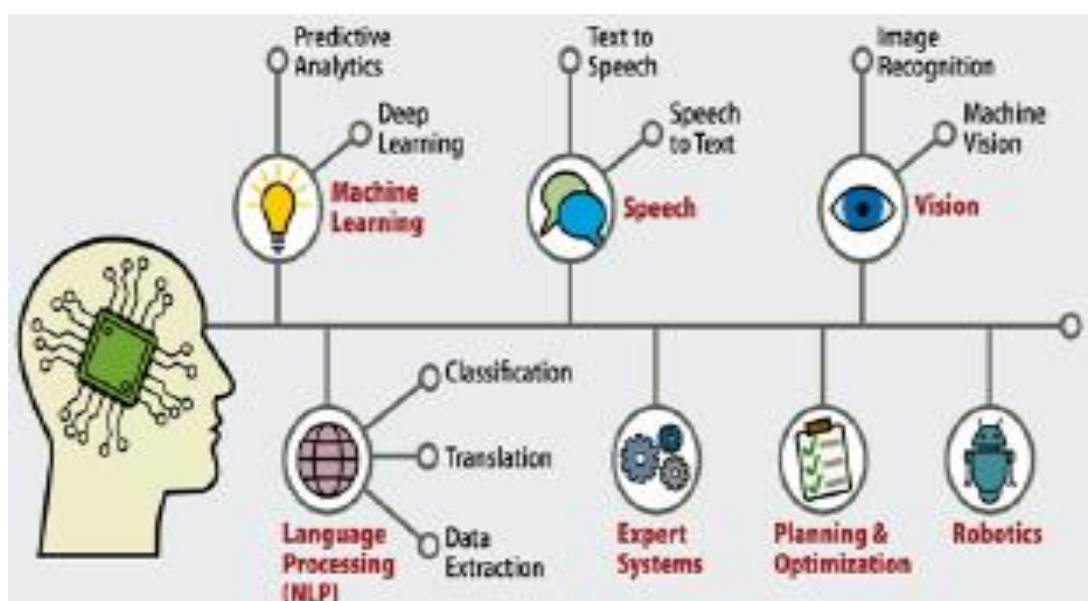 Predictive
Analytics
Deep
Learning
Machine
Learning
Text to
Speech
Speech
to Text
Speech
Image
Recognition
Machine
Vision
Vision
Classification
Translation
Data
Extraction
Language
Processing
(NLP)
Expert
Systems
Planning &
Optimization
Robotics